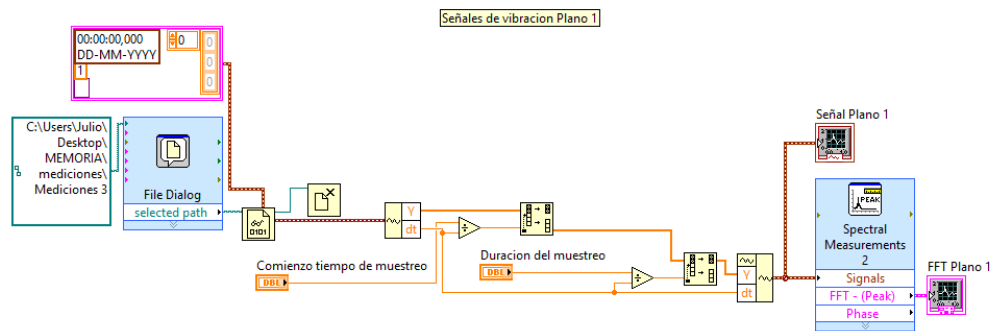 Señales de vibracion Plano 1
00:00:00,000
DD-MM-YYYY
0
0
0
0
1
C:\Users\Julio\
Desktop\
MEMORIA\
mediciones\
Mediciones 3
File Dialog
selected path
0101
Y
dt
Comienzo tiempo de muestreo
DBL
Duracion del muestreo
DBL
Y
dt
Señal Plano 1
PEAK
Spectral
Measurements
2
Signals
FFT - (Peak)
Phase
FFT Plano 1